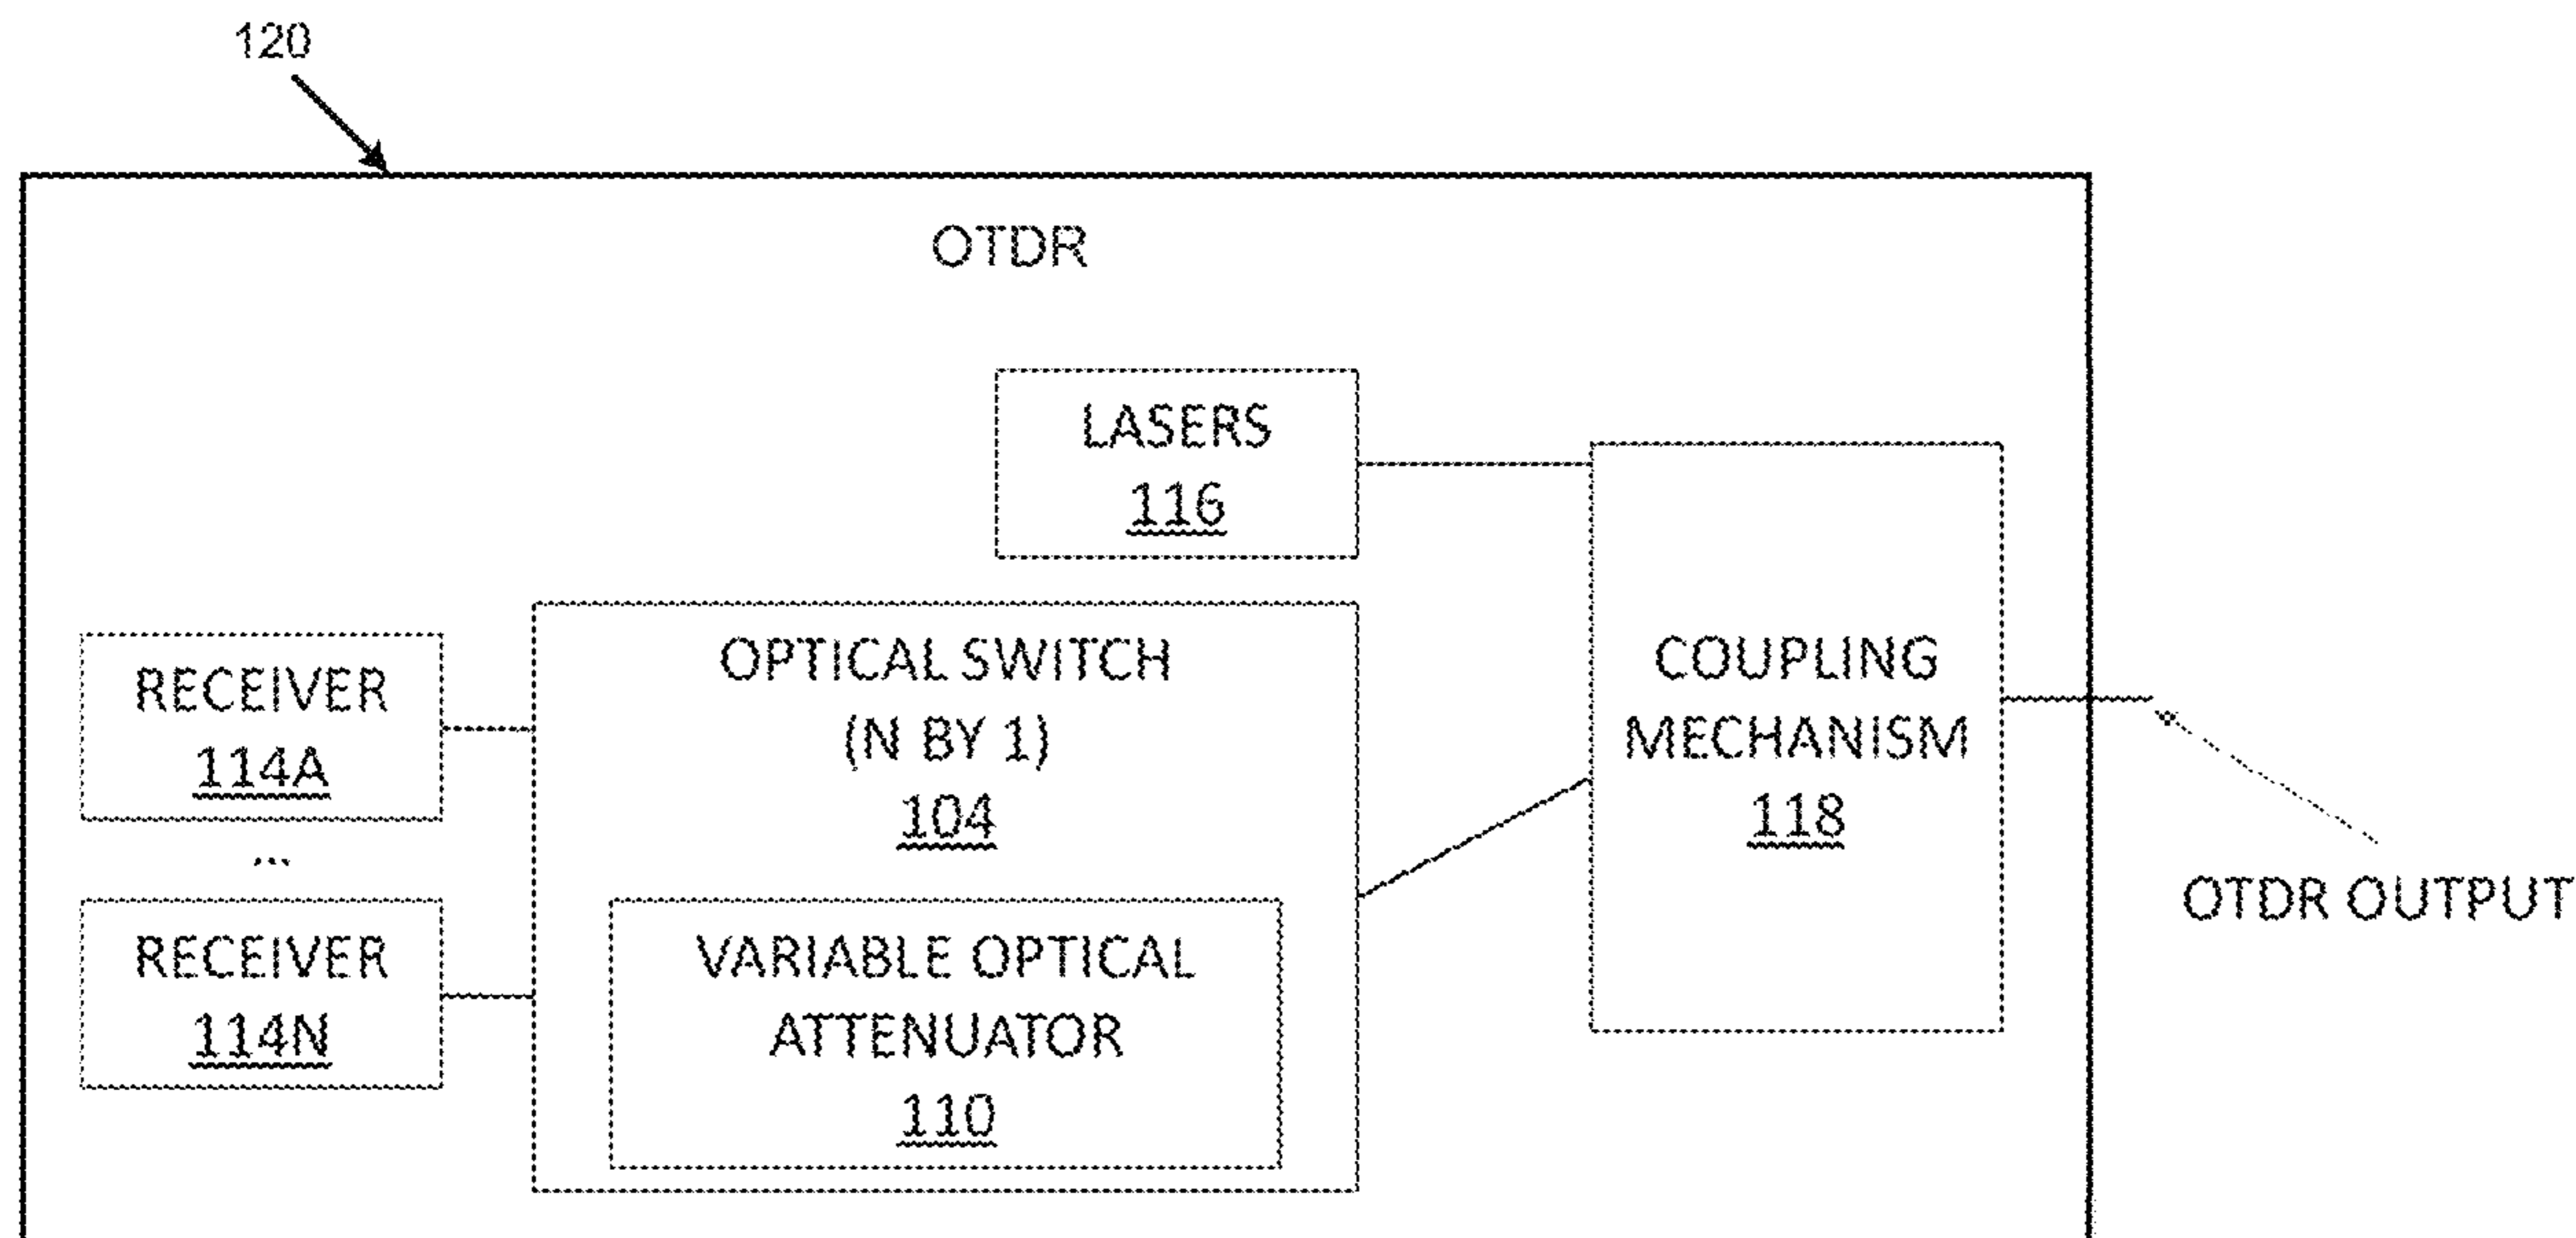 120
OTDR
LASERS
116
OPTICAL SWITCH
(N BY 1)
104
RECEIVER
114A
...
RECEIVER
114N
VARIABLE OPTICAL
ATTENUATOR
110
COUPLING
MECHANISM
118
OTDR OUTPUT